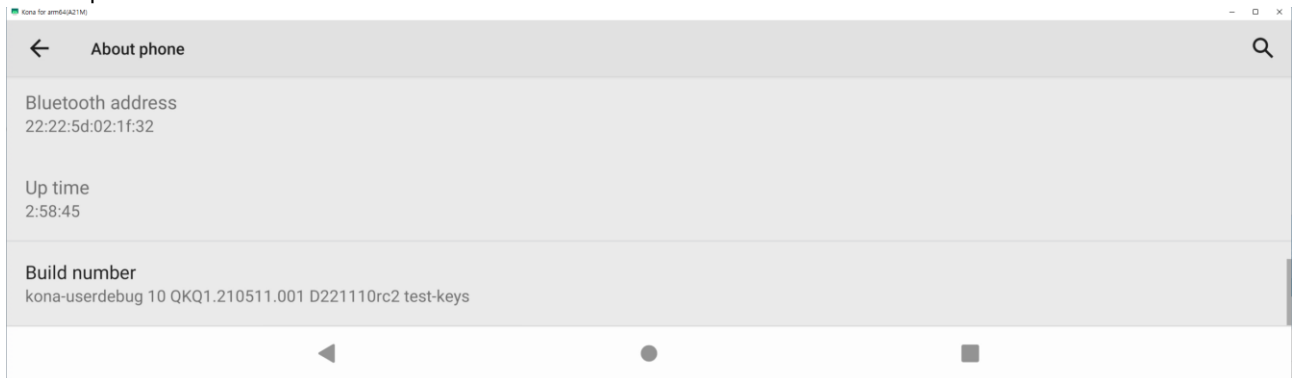 Kona for arm64(A21M)
About phone
Bluetooth address
22:22:5d:02:1f:32
Up time
2:58:45
Build number
kona-userdebug 10 QKQ1.210511.001 D221110rc2 test-keys